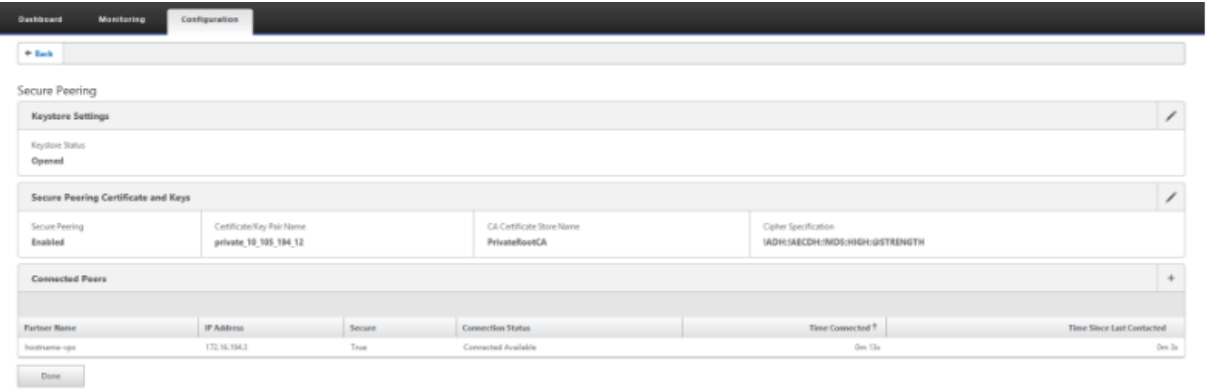 Dashboard Monitoring Configuration
← Back
Secure Peering
Keystore Settings
Keystore Status
Opened
Secure Peering Certificate and Keys
Secure Peering Certificate/Key Pair Name CA Certificate Store Name Cipher Specification
Enabled private_10_105_194_12 PrivateRootCA !ADH:!AECDH:!MD5:HIGH:@STRENGTH
Connected Peers +
Partner Name IP Address Secure Connection Status Time Connected ? Time Since Last Contacted
hostname-vpx 172.16.194.3 True Connected Available 0m 13s 0m 3s
Done